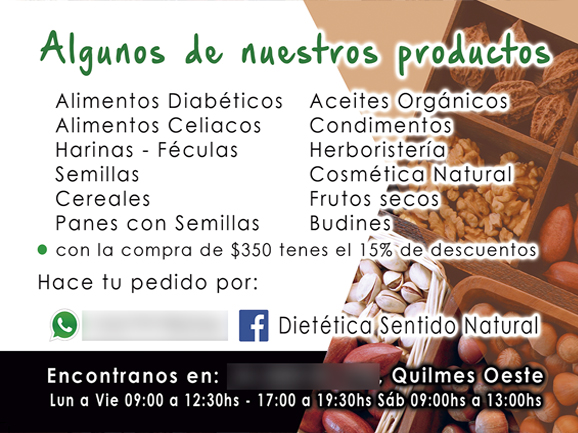 Algunos de nuestros productos
Alimentos Diabéticos
Alimentos Celiacos
Harinas - Féculas
Semillas
Cereales
Panes con Semillas
Aceites Orgánicos
Condimentos
Herboristería
Cosmética Natural
Frutos secos
Budines
con la compra de $350 tenes el 15% de descuentos
Hace tu pedido por:
Dietética Sentido Natural
Encontranos en: , Quilmes Oeste
Lun a Vie 09:00 a 12:30hs - 17:00 a 19:30hs Sáb 09:00hs a 13:00hs